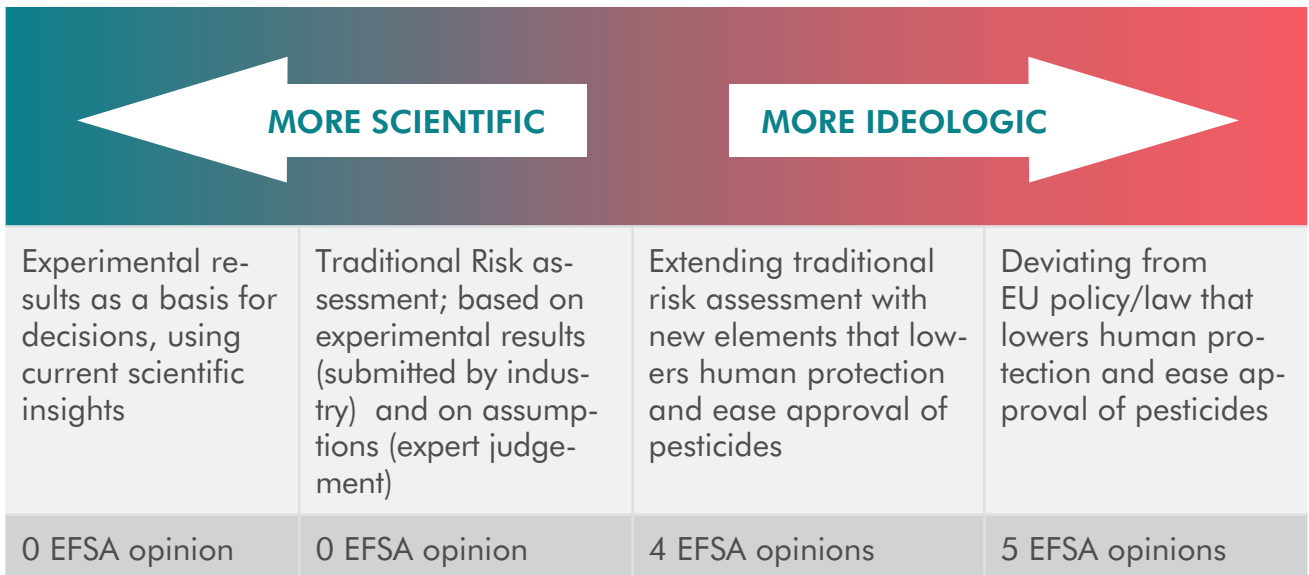 MORE SCIENTIFIC
MORE IDEOLOGIC
Experimental re-
sults as a basis for
decisions, using
current scientific
insights
Traditional Risk as-
sessment; based on
experimental results
(submitted by indus-
try) and on assump-
tions (expert judge-
ment)
Extending traditional
risk assessment with
new elements that low-
ers human protection
and ease approval of
pesticides
Deviating from
EU policy/law that
lowers human pro-
tection and ease ap-
proval of pesticides
0 EFSA opinion
0 EFSA opinion
4 EFSA opinions
5 EFSA opinions